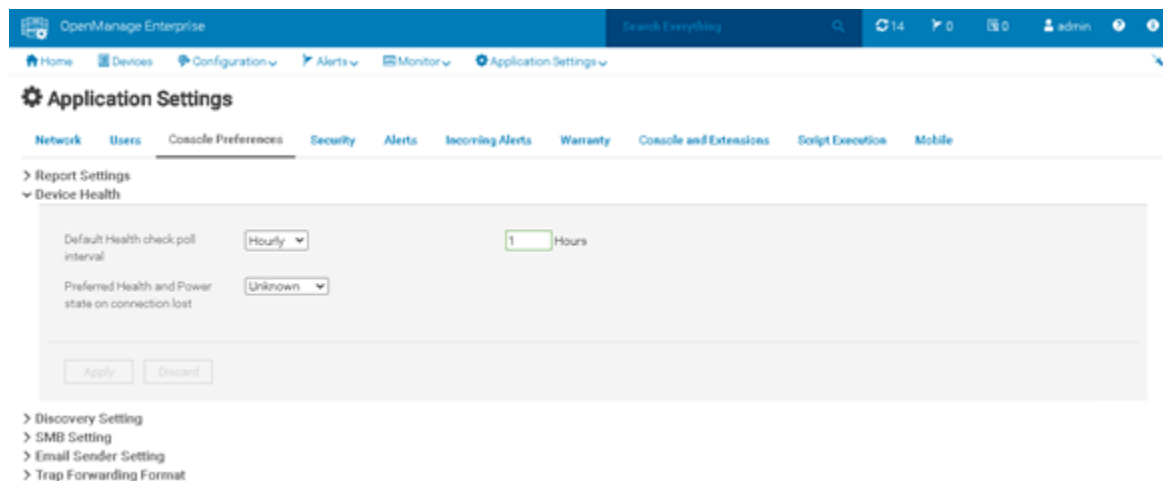 OpenManage Enterprise
Search Everything
14
0
0
admin
Home Devices Configuration Alerts Monitor Application Settings
Application Settings
Network Users Console Preferences Security Alerts Incoming Alerts Warranty Console and Extensions Script Execution Mobile
Report Settings
Device Health
Default Health check poll
interval
Hourly
1 Hours
Preferred Health and Power
state on connection lost
Unknown
Apply Discard
Discovery Setting
SMB Setting
Email Sender Setting
Trap Forwarding Format